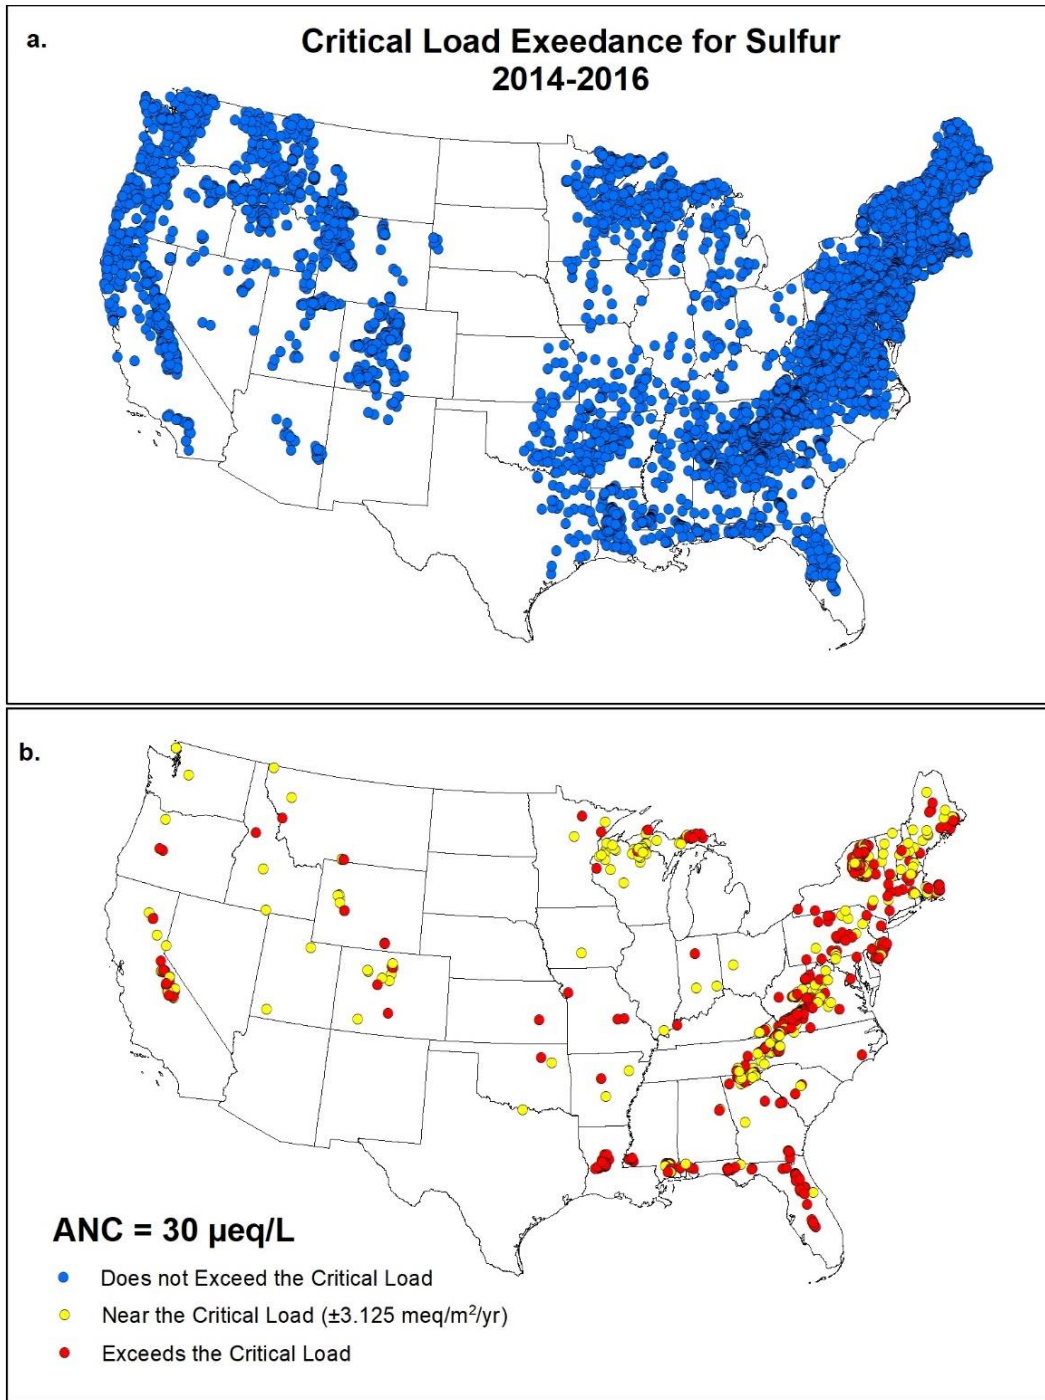 a.
Critical Load Exeedance for Sulfur
2014-2016
b.
ANC = 30 µeq/L
Does not Exceed the Critical Load
Near the Critical Load (±3.125 meq/m²/yr)
Exceeds the Critical Load